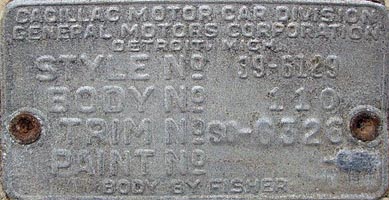 CADILLAC MOTOR CAR DIVISION
GENERAL MOTORS CORPORATION
DETROIT, MICH.
STYLE No 39-6129
BODY No 110
TRIM No
PAINT No
BODY BY FISHER